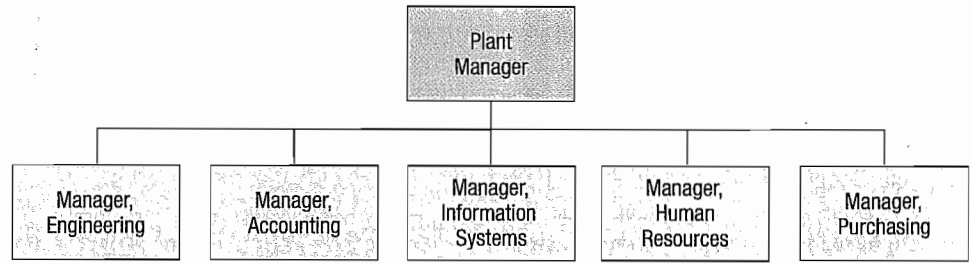 Plant
Manager
Manager,
Engineering
Manager,
Accounting
Manager,
Information
Systems
Manager,
Human
Resources
Manager,
Purchasing